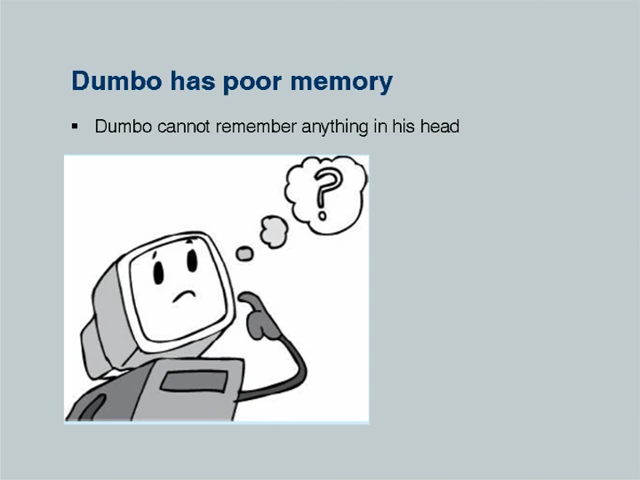 Dumbo has poor memory
▪ Dumbo cannot remember anything in his head
?